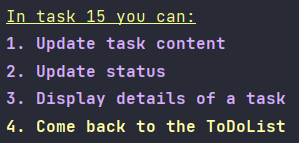 In task 15 you can:
1. Update task content
2. Update status
3. Display details of a task
4. Come back to the ToDoList